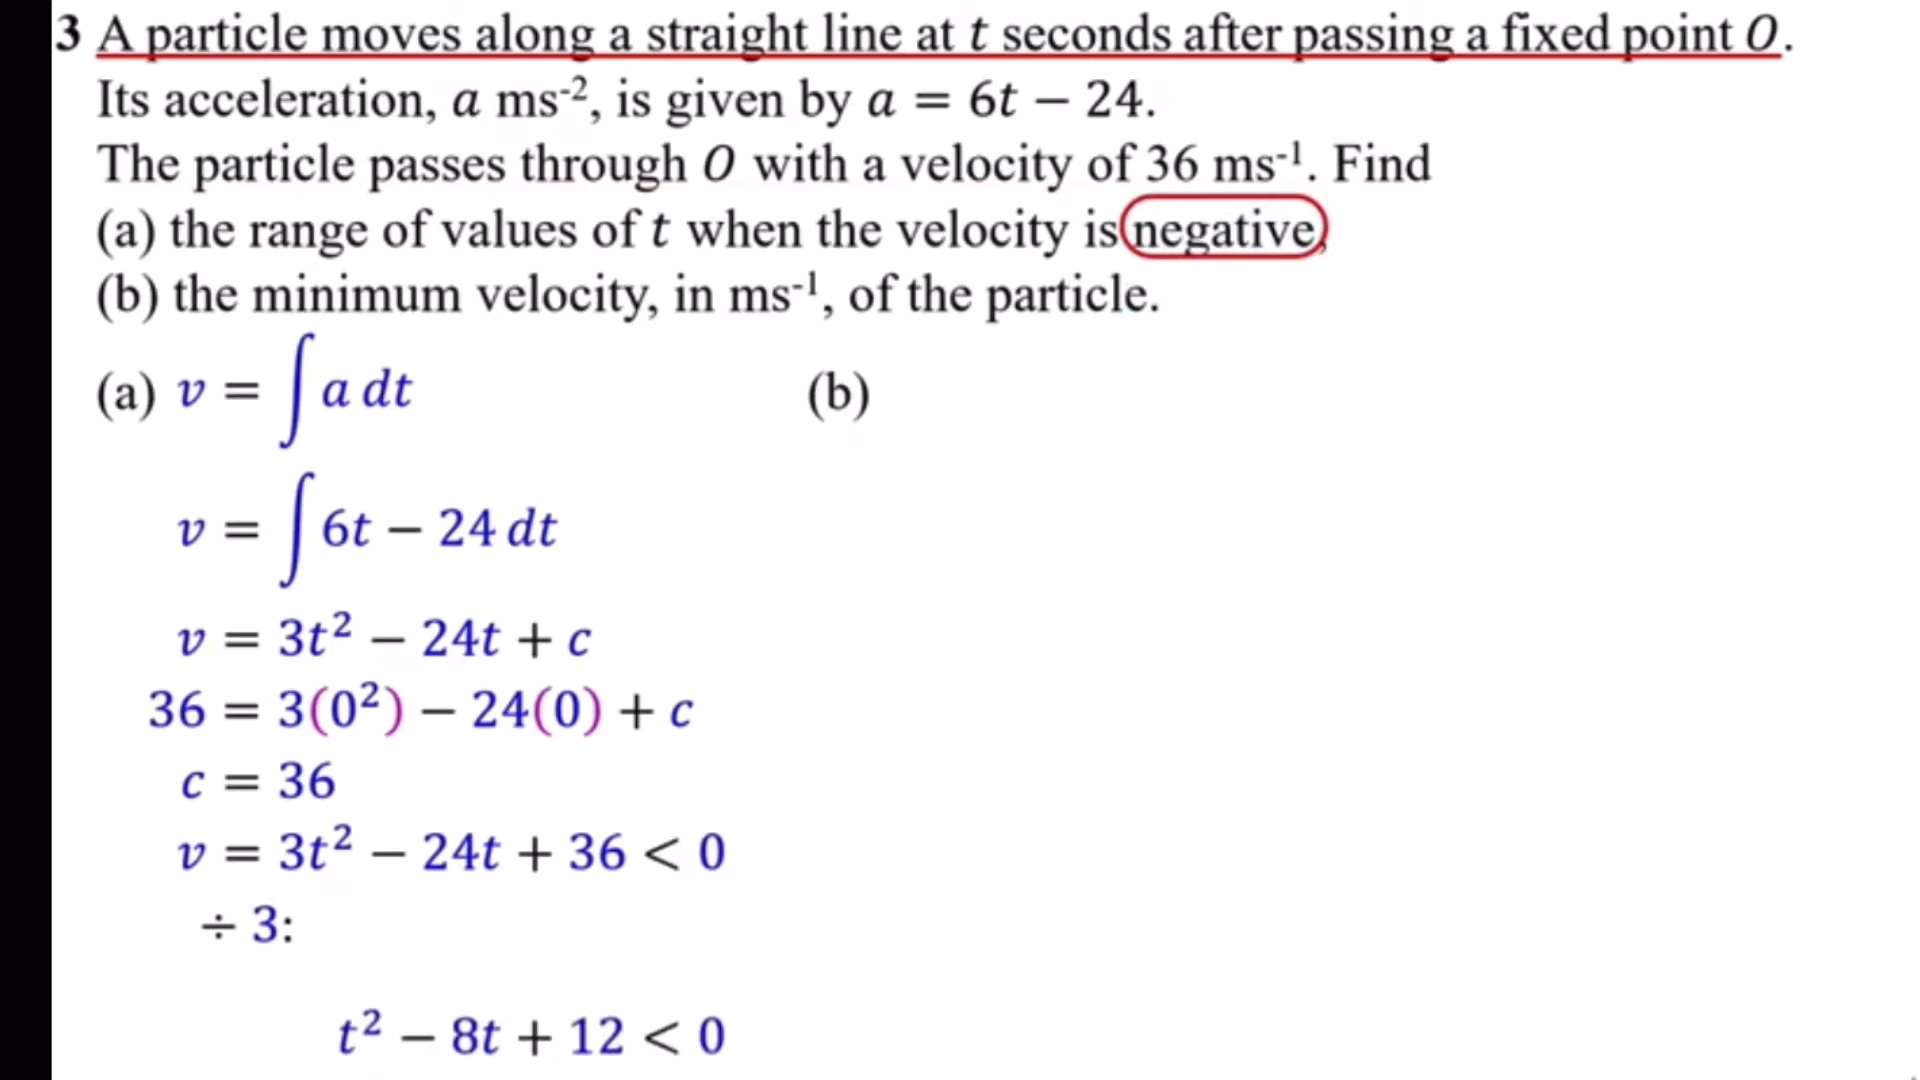 3 A particle moves along a straight line at t seconds after passing a fixed point O.
Its acceleration, a ms⁻², is given by a = 6t − 24.
The particle passes through O with a velocity of 36 ms⁻¹. Find
(a) the range of values of t when the velocity is negative,
(b) the minimum velocity, in ms⁻¹, of the particle.
(a) v = ∫ a dt
v = ∫ 6t − 24 dt
v = 3t² − 24t + c
36 = 3(0²) − 24(0) + c
c = 36
v = 3t² − 24t + 36 < 0
÷ 3:
t² − 8t + 12 < 0
(b)